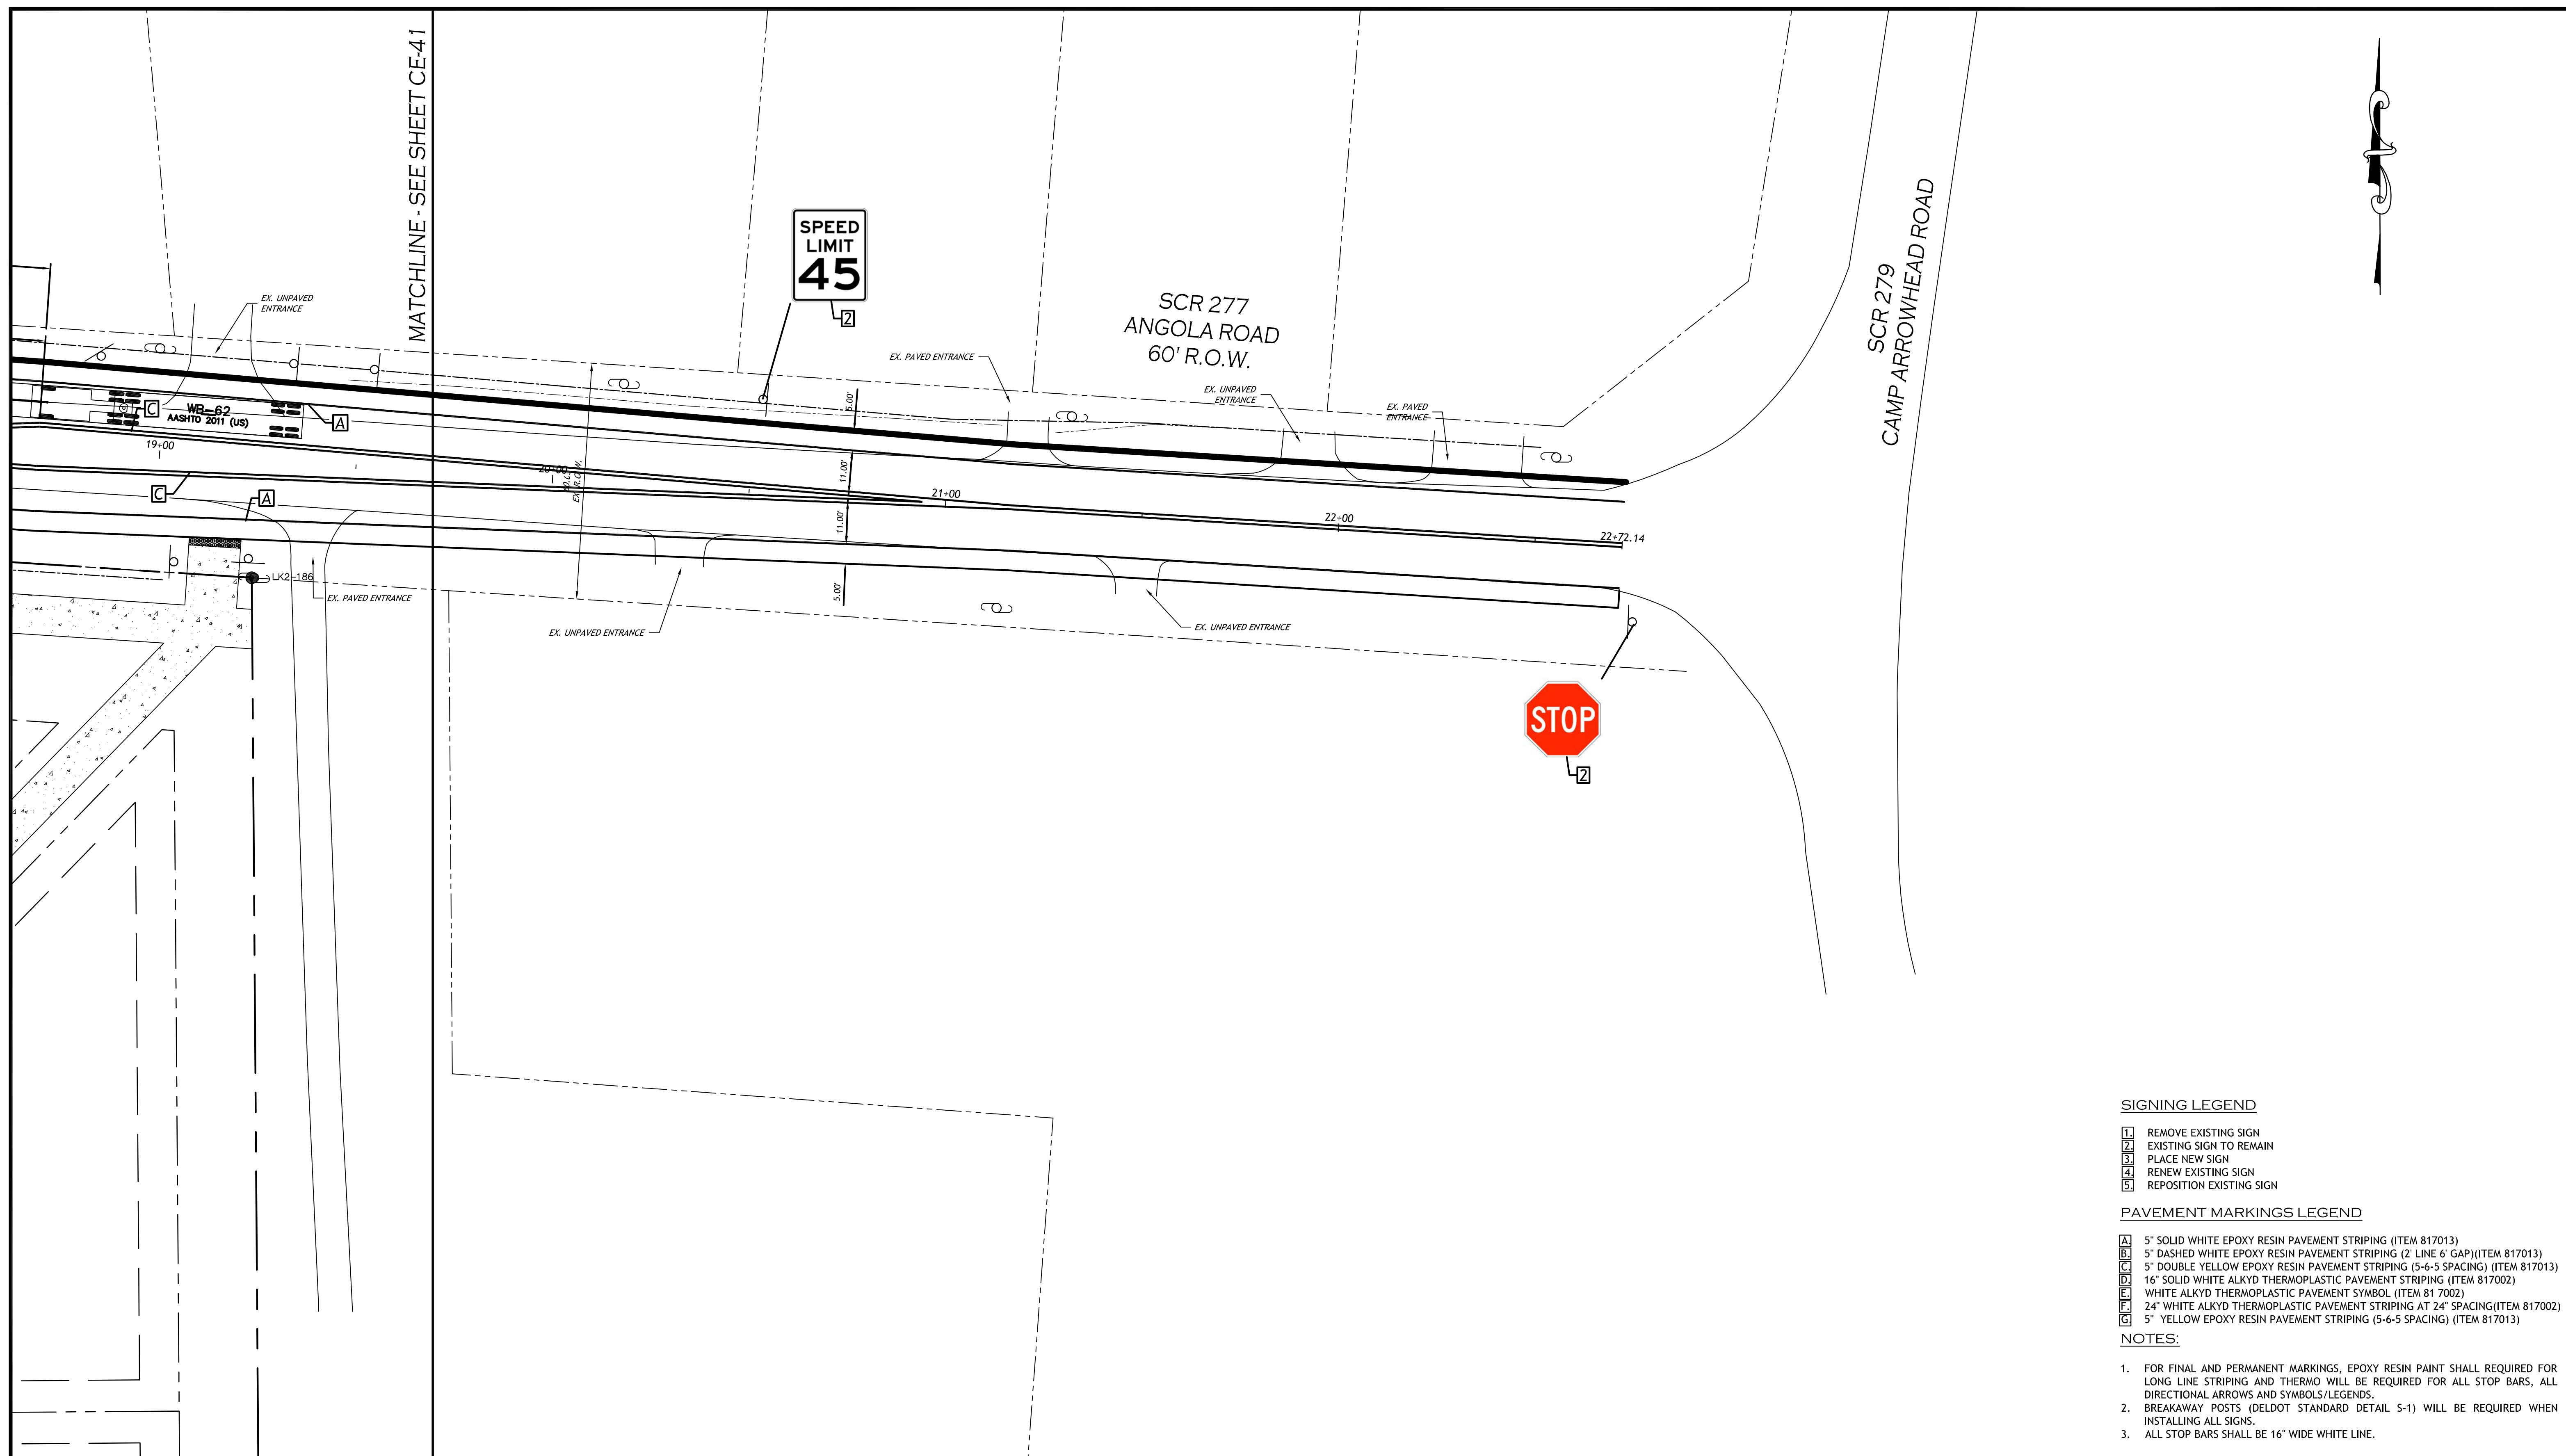 MATCHLINE - SEE SHEET CE-41
SPEED
LIMIT
45
2
SCR 277
ANGOLA ROAD
60' R.O.W.
SCR 279
CAMP ARROWHEAD ROAD
EX. UNPAVED
ENTRANCE
EX. PAVED ENTRANCE
EX. UNPAVED
ENTRANCE
EX. PAVED
ENTRANCE
5.00'
C
WB-62
AASHTO 2011 (US)
A
19+00
20+00
EX. R.O.W.
11.00'
21+00
C
A
11.00'
22+00
22+72.14
LK2-186
EX. PAVED ENTRANCE
5.00'
EX. UNPAVED ENTRANCE
EX. UNPAVED ENTRANCE
STOP
2
SIGNING LEGEND
1. REMOVE EXISTING SIGN
2. EXISTING SIGN TO REMAIN
3. PLACE NEW SIGN
4. RENEW EXISTING SIGN
5. REPOSITION EXISTING SIGN
PAVEMENT MARKINGS LEGEND
A. 5" SOLID WHITE EPOXY RESIN PAVEMENT STRIPING (ITEM 817013)
B. 5" DASHED WHITE EPOXY RESIN PAVEMENT STRIPING (2' LINE 6' GAP)(ITEM 817013)
C. 5" DOUBLE YELLOW EPOXY RESIN PAVEMENT STRIPING (5-6-5 SPACING) (ITEM 817013)
D. 16" SOLID WHITE ALKYD THERMOPLASTIC PAVEMENT STRIPING (ITEM 817002)
E. WHITE ALKYD THERMOPLASTIC PAVEMENT SYMBOL (ITEM 81 7002)
F. 24" WHITE ALKYD THERMOPLASTIC PAVEMENT STRIPING AT 24" SPACING(ITEM 817002)
G. 5" YELLOW EPOXY RESIN PAVEMENT STRIPING (5-6-5 SPACING) (ITEM 817013)
NOTES:
1. FOR FINAL AND PERMANENT MARKINGS, EPOXY RESIN PAINT SHALL REQUIRED FOR
LONG LINE STRIPING AND THERMO WILL BE REQUIRED FOR ALL STOP BARS, ALL
DIRECTIONAL ARROWS AND SYMBOLS/LEGENDS.
2. BREAKAWAY POSTS (DELDOT STANDARD DETAIL S-1) WILL BE REQUIRED WHEN
INSTALLING ALL SIGNS.
3. ALL STOP BARS SHALL BE 16" WIDE WHITE LINE.